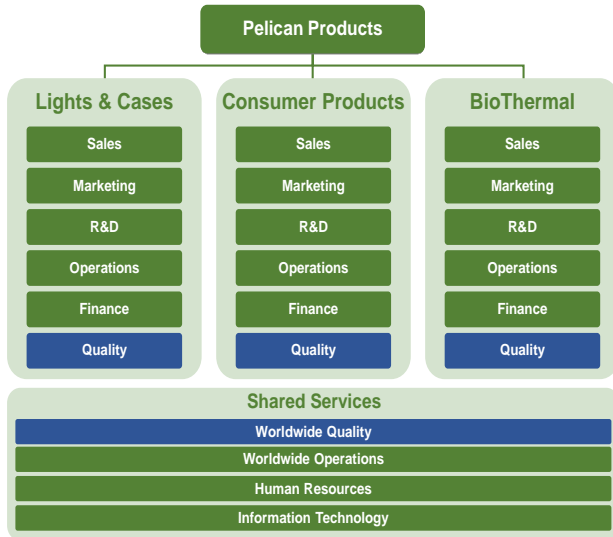 Pelican Products
Lights & Cases
Sales
Marketing
R&D
Operations
Finance
Quality
Consumer Products
Sales
Marketing
R&D
Operations
Finance
Quality
BioThermal
Sales
Marketing
R&D
Operations
Finance
Quality
Shared Services
Worldwide Quality
Worldwide Operations
Human Resources
Information Technology